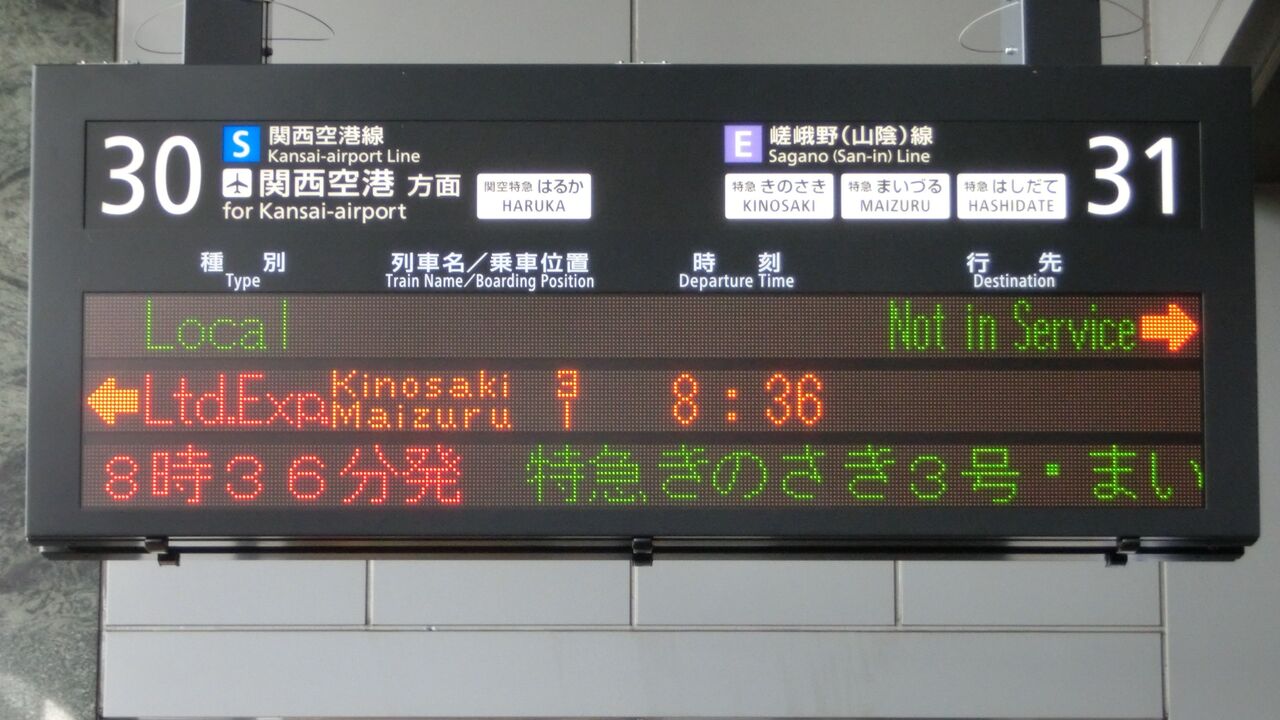 30
S 関西空港線
Kansai-airport Line
関西空港 方面
for Kansai-airport
関空特急 はるか
HARUKA
E 嵯峨野(山陰)線
Sagano (San-in) Line
特急 きのさき
KINOSAKI
特急 まいづる
MAIZURU
特急 はしだて
HASHIDATE
31
種別 列車名/乗車位置 時刻 行先
Type Train Name/Boarding Position Departure Time Destination
Local Not in Service →
← Ltd.Exp. Kinosaki 3 8:36
Maizuru 1
8時36分発 特急きのさき3号・まい